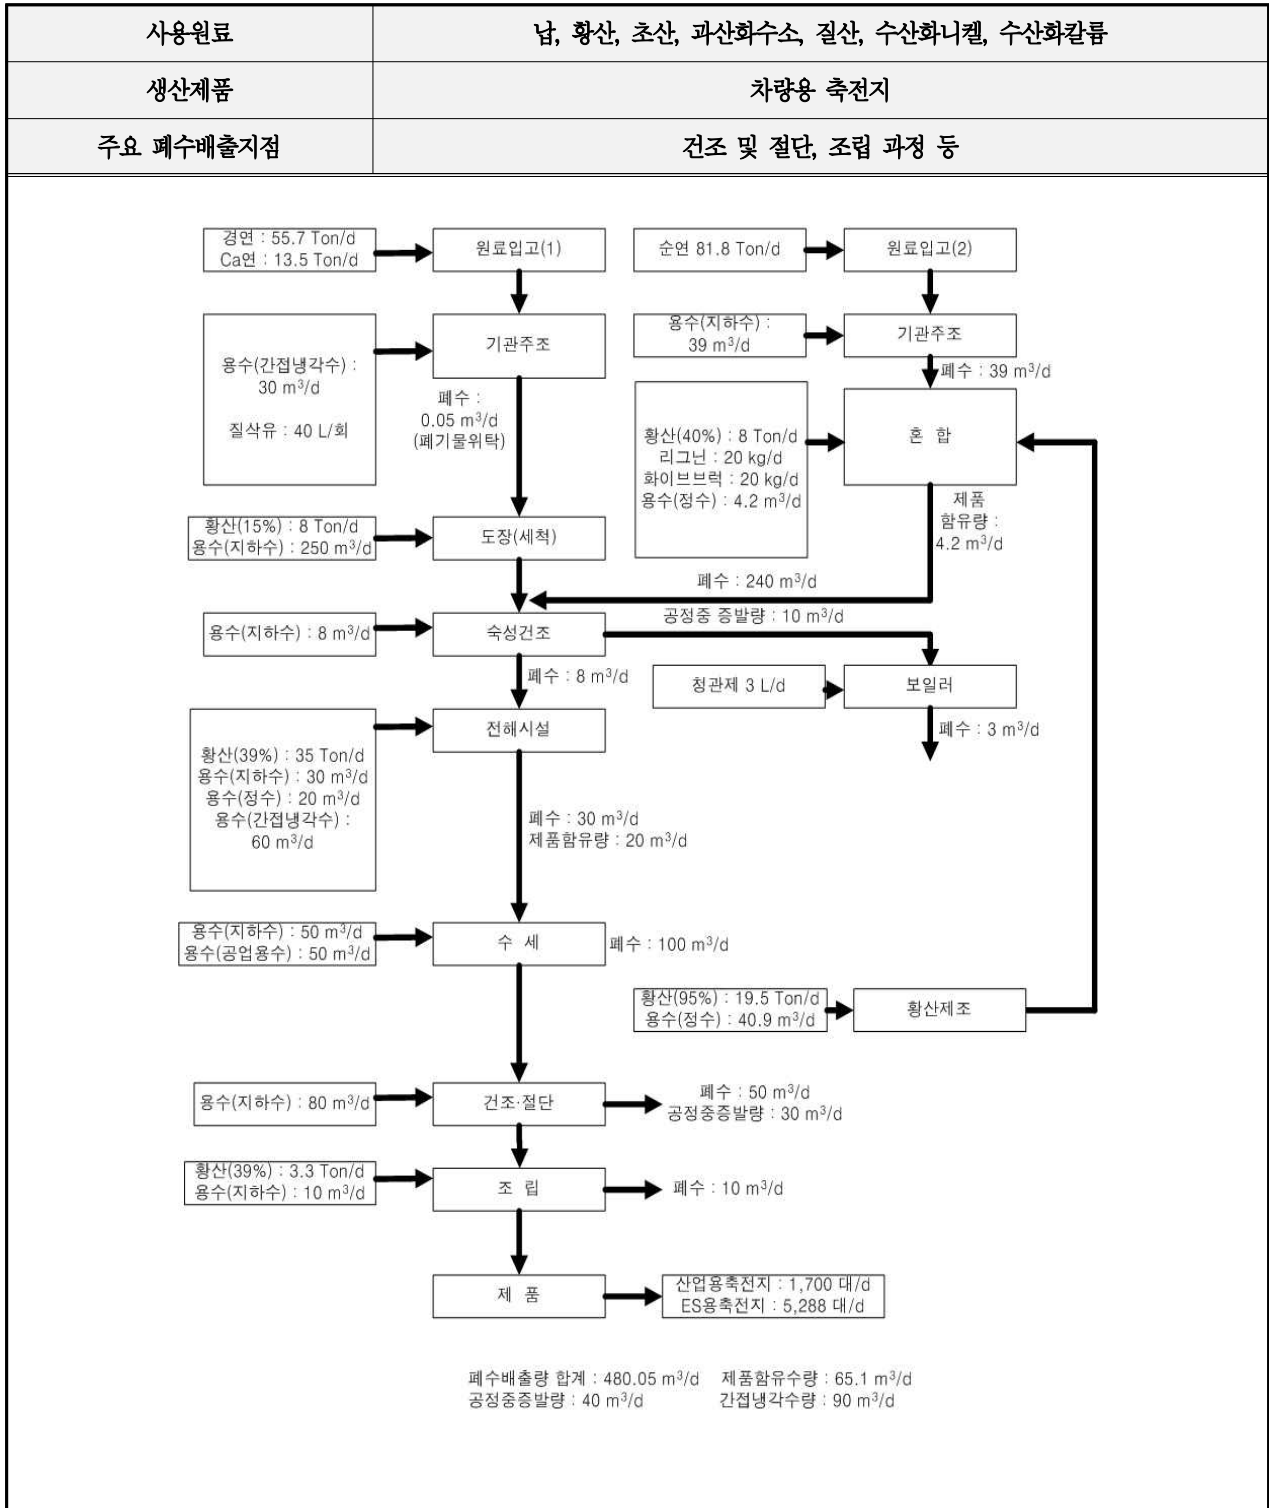 사용원료
납, 황산, 초산, 과산화수소, 질산, 수산화니켈, 수산화칼륨
생산제품
차량용 축전지
주요 폐수배출지점
건조 및 절단, 조립 과정 등
경연 : 55.7 Ton/d
Ca연 : 13.5 Ton/d
원료입고(1)
순연 81.8 Ton/d
원료입고(2)
용수(간접냉각수) :
30 m³/d
질삭유 : 40 L/회
기관주조
용수(지하수) :
39 m³/d
기관주조
폐수 : 39 m³/d
폐수 :
0.05 m³/d
(폐기물위탁)
황산(40%) : 8 Ton/d
리그닌 : 20 kg/d
화이브브럭 : 20 kg/d
용수(정수) : 4.2 m³/d
혼 합
제품
함유량 :
4.2 m³/d
황산(15%) : 8 Ton/d
용수(지하수) : 250 m³/d
도장(세척)
폐수 : 240 m³/d
공정중 증발량 : 10 m³/d
용수(지하수) : 8 m³/d
숙성건조
폐수 : 8 m³/d
청관제 3 L/d
보일러
폐수 : 3 m³/d
황산(39%) : 35 Ton/d
용수(지하수) : 30 m³/d
용수(정수) : 20 m³/d
용수(간접냉각수) :
60 m³/d
전해시설
폐수 : 30 m³/d
제품함유량 : 20 m³/d
용수(지하수) : 50 m³/d
용수(공업용수) : 50 m³/d
수 세
폐수 : 100 m³/d
황산(95%) : 19.5 Ton/d
용수(정수) : 40.9 m³/d
황산제조
용수(지하수) : 80 m³/d
건조·절단
폐수 : 50 m³/d
공정중증발량 : 30 m³/d
황산(39%) : 3.3 Ton/d
용수(지하수) : 10 m³/d
조 립
폐수 : 10 m³/d
제 품
산업용축전지 : 1,700 대/d
ES용축전지 : 5,288 대/d
폐수배출량 합계 : 480.05 m³/d 제품함유수량 : 65.1 m³/d
공정중증발량 : 40 m³/d 간접냉각수량 : 90 m³/d